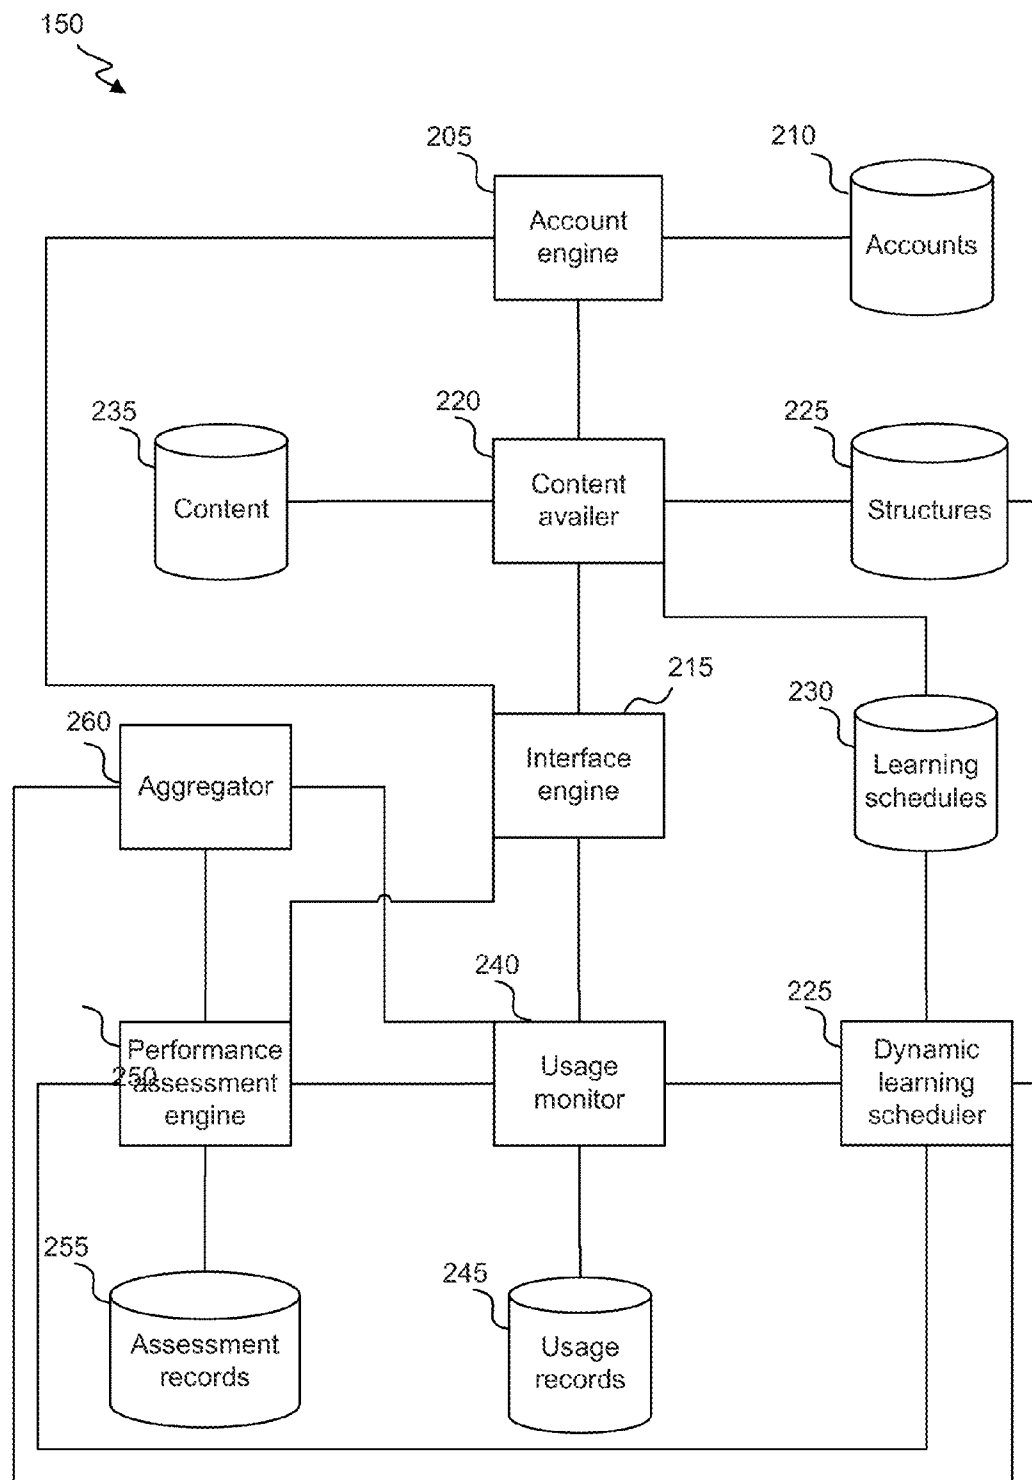 150
205
210
Account
engine
Accounts
235
220
225
Content
Content
availer
Structures
215
260
230
Aggregator
Interface
engine
Learning
schedules
240
225
250
Performance
assessment
engine
Usage
monitor
Dynamic
learning
scheduler
255
245
Assessment
records
Usage
records